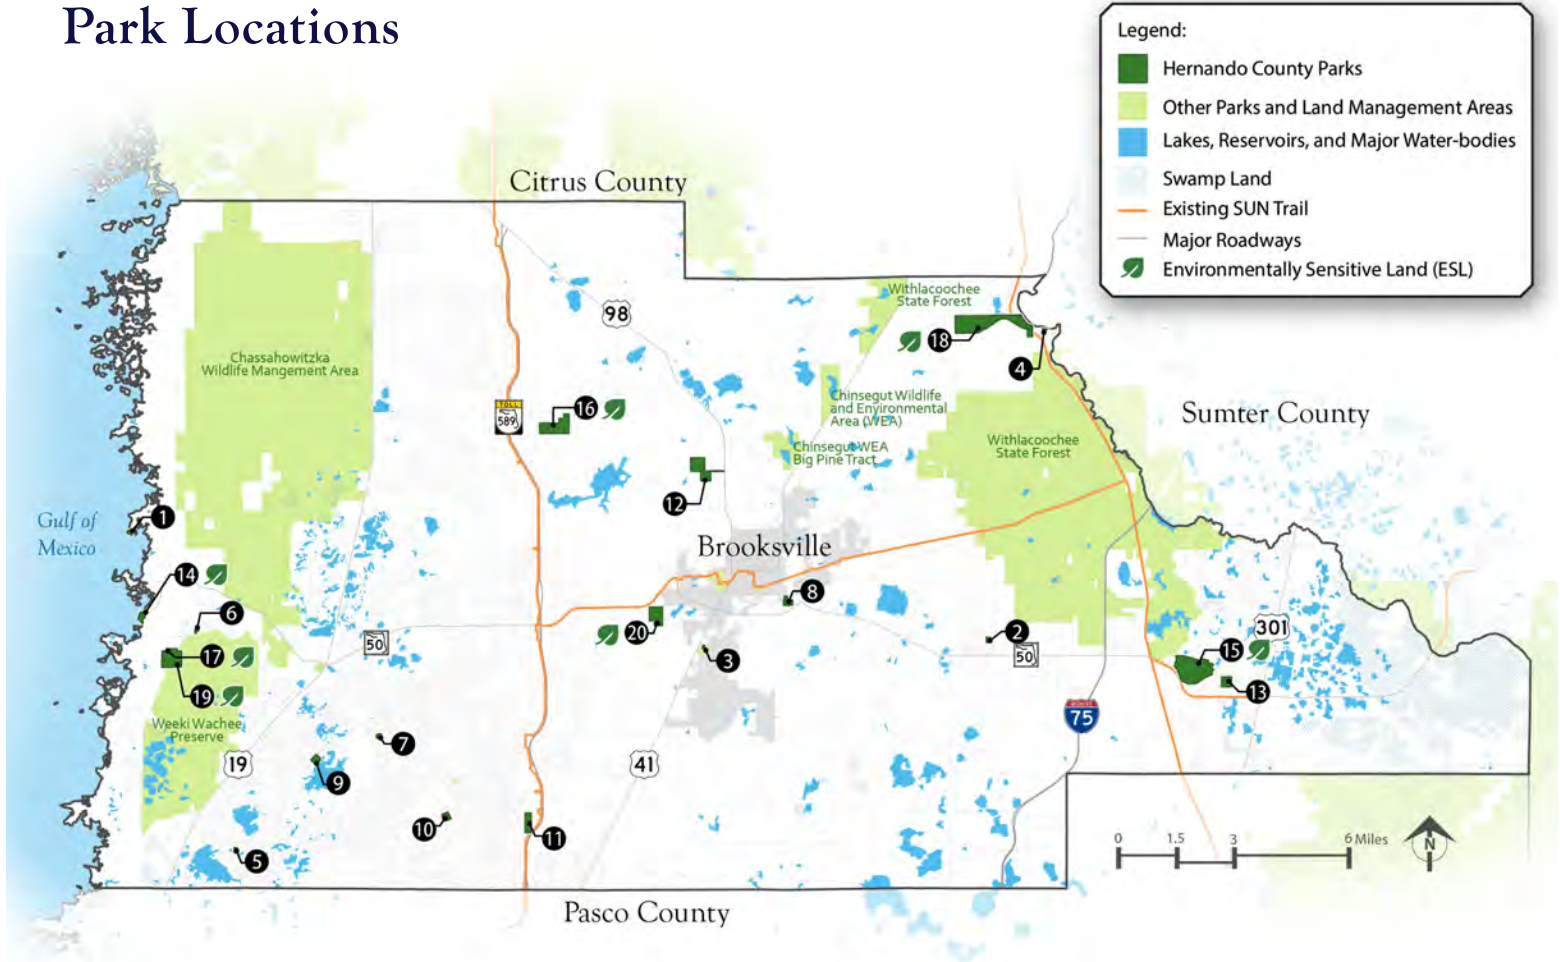 Park Locations
Legend:
Hernando County Parks
Other Parks and Land Management Areas
Lakes, Reservoirs, and Major Water-bodies
Swamp Land
Existing SUN Trail
Major Roadways
Environmentally Sensitive Land (ESL)
Citrus County
Withlacoochee
State Forest
98
18
4
Chassahowitzka
Wildlife Mangement Area
TOLL
589
16
Chinsegut Wildlife
and Environmental
Area (WEA)
Sumter County
Chinsegut WEA
Big Pine Tract
Withlacoochee
State Forest
12
1
Gulf of
Mexico
Brooksville
14
6
8
20
2
301
50
50
15
17
3
19
13
Weeki Wachee
Preserve
75
7
19
41
9
10
11
5
0
1.5
3
6 Miles
N
Pasco County